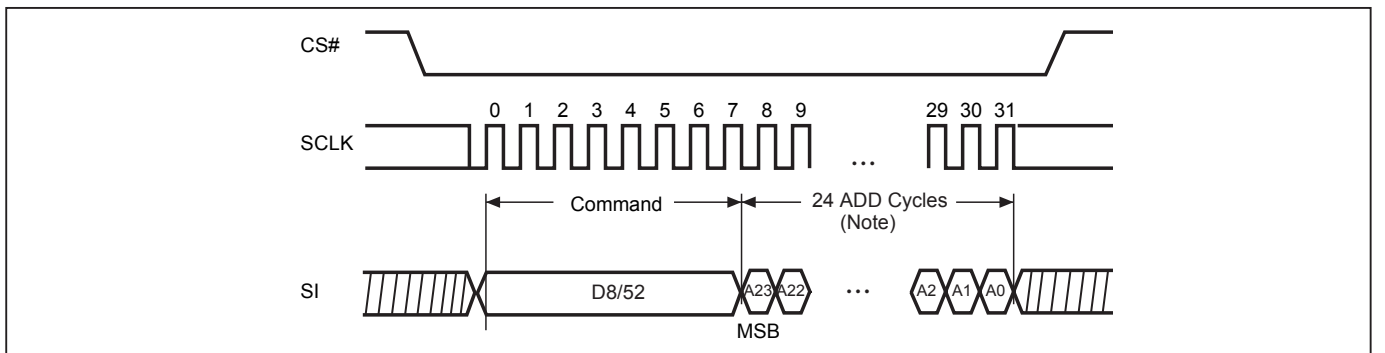 CS#
0 1 2 3 4 5 6 7 8 9 29 30 31
SCLK
...
Command 24 ADD Cycles
(Note)
SI D8/52 A23 A22 ... A2 A1 A0
MSB